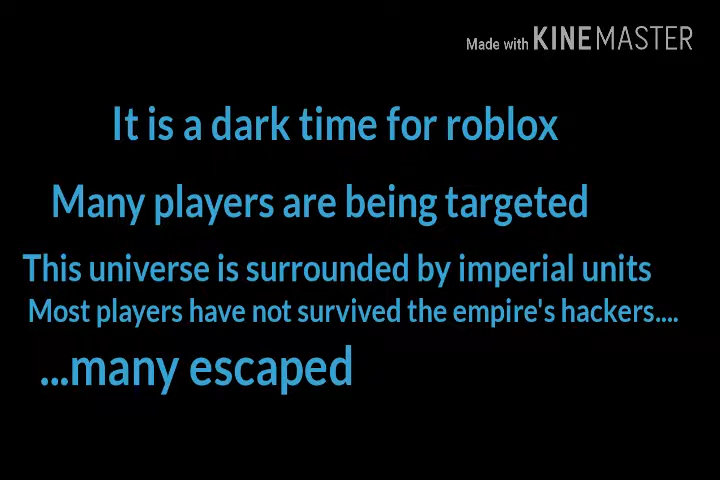 Made with KINEMASTER
It is a dark time for roblox
Many players are being targeted
This universe is surrounded by imperial units
Most players have not survived the empire's hackers....
...many escaped